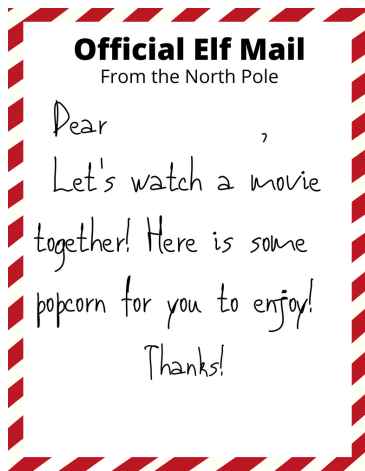 Official Elf Mail
From the North Pole
Dear ,
Let's watch a movie
together! Here is some
popcorn for you to enjoy!
Thanks!